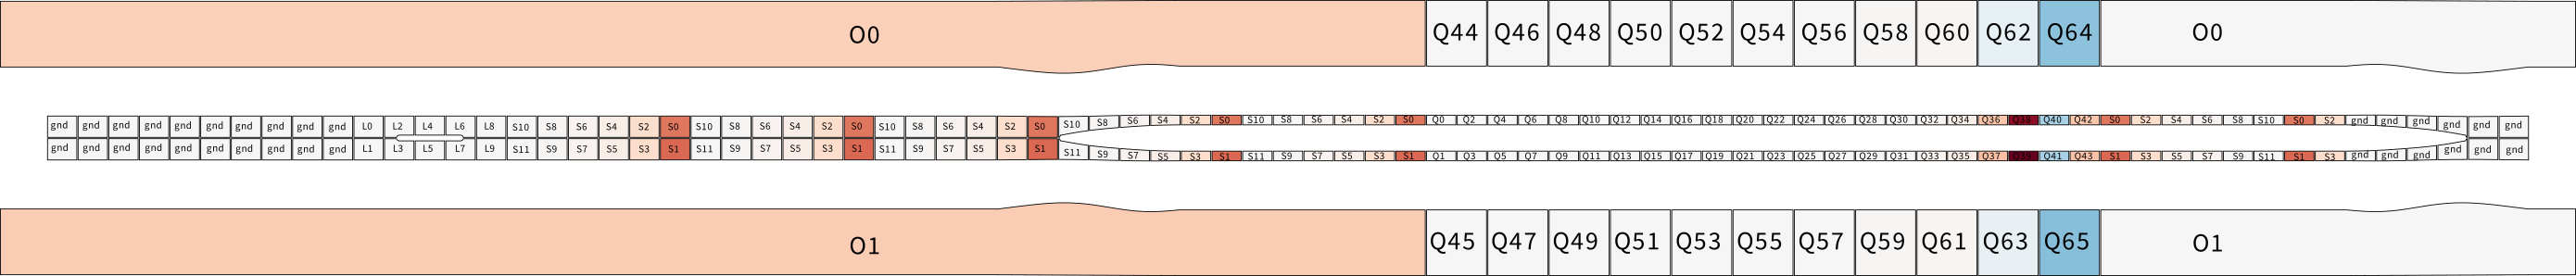 O0 Q44 Q46 Q48 Q50 Q52 Q54 Q56 Q58 Q60 Q62 Q64 O0
gnd gnd gnd gnd gnd gnd gnd gnd gnd gnd L0 L2 L4 L6 L8 S10 S8 S6 S4 S2 S0 S10 S8 S6 S4 S2 S0 S10 S8 S6 S4 S2 S0 S10 S8 S6 S4 S2 S0 S10 S8 S6 S4 S2 S0 Q0 Q2 Q4 Q6 Q8 Q10 Q12 Q14 Q16 Q18 Q20 Q22 Q24 Q26 Q28 Q30 Q32 Q34 Q36 Q38 Q40 Q42 S0 S2 S4 S6 S8 S10 S0 S2 gnd gnd gnd gnd gnd gnd
gnd gnd gnd gnd gnd gnd gnd gnd gnd gnd L1 L3 L5 L7 L9 S11 S9 S7 S5 S3 S1 S11 S9 S7 S5 S3 S1 S11 S9 S7 S5 S3 S1 S11 S9 S7 S5 S3 S1 S11 S9 S7 S5 S3 S1 Q1 Q3 Q5 Q7 Q9 Q11 Q13 Q15 Q17 Q19 Q21 Q23 Q25 Q27 Q29 Q31 Q33 Q35 Q37 Q39 Q41 Q43 S1 S3 S5 S7 S9 S11 S1 S3 gnd gnd gnd gnd gnd gnd
O1 Q45 Q47 Q49 Q51 Q53 Q55 Q57 Q59 Q61 Q63 Q65 O1